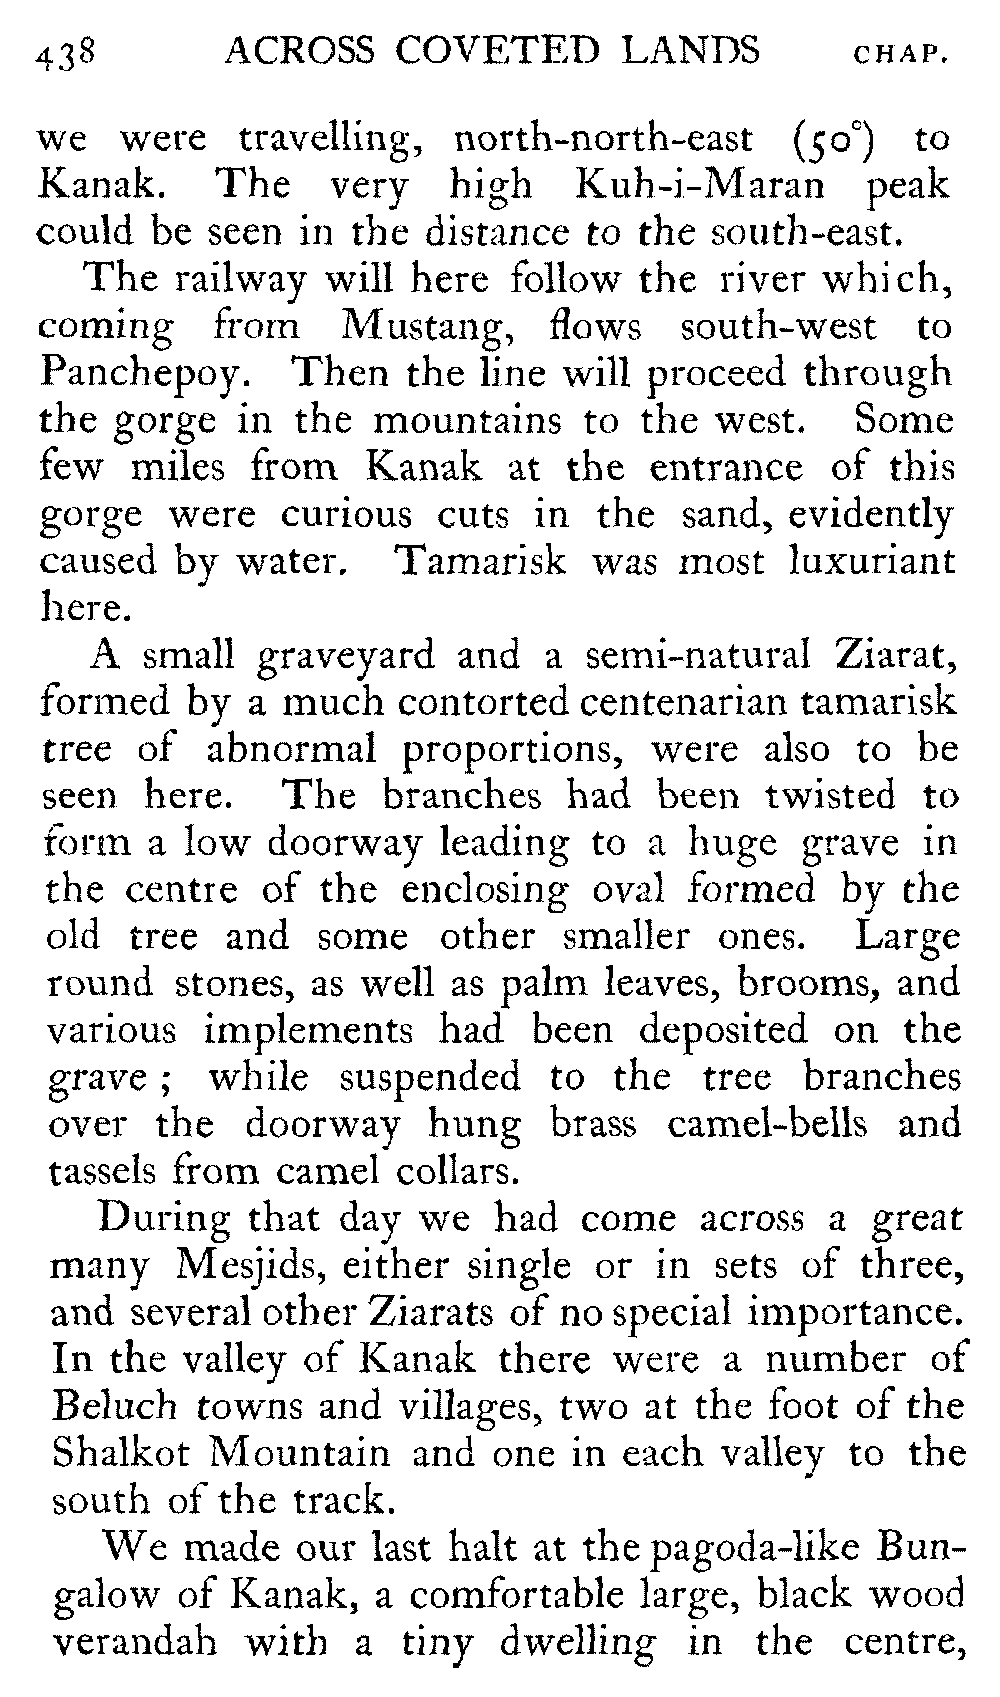 438 ACROSS COVETED LANDS CHAP.
we were travelling, north-north-east (50°) to
Kanak. The very high Kuh-i-Maran peak
could be seen in the distance to the south-east.
The railway will here follow the river which,
coming from Mustang, flows south-west to
Panchepoy. Then the line will proceed through
the gorge in the mountains to the west. Some
few miles from Kanak at the entrance of this
gorge were curious cuts in the sand, evidently
caused by water. Tamarisk was most luxuriant
here.
A small graveyard and a semi-natural Ziarat,
formed by a much contorted centenarian tamarisk
tree of abnormal proportions, were also to be
seen here. The branches had been twisted to
form a low doorway leading to a huge grave in
the centre of the enclosing oval formed by the
old tree and some other smaller ones. Large
round stones, as well as palm leaves, brooms, and
various implements had been deposited on the
grave ; while suspended to the tree branches
over the doorway hung brass camel-bells and
tassels from camel collars.
During that day we had come across a great
many Mesjids, either single or in sets of three,
and several other Ziarats of no special importance.
In the valley of Kanak there were a number of
Beluch towns and villages, two at the foot of the
Shalkot Mountain and one in each valley to the
south of the track.
We made our last halt at the pagoda-like Bun-
galow of Kanak, a comfortable large, black wood
verandah with a tiny dwelling in the centre,